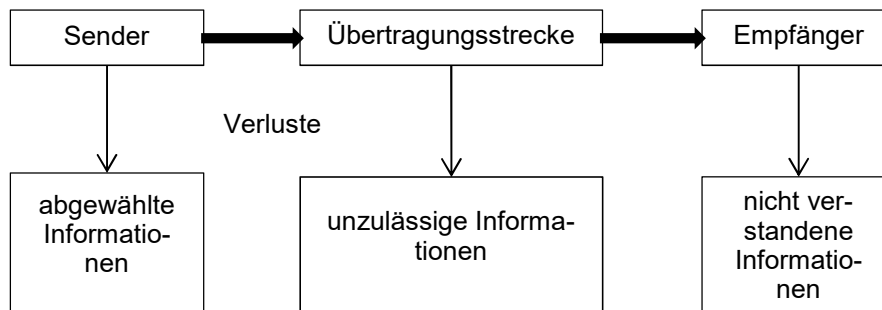 Sender
Übertragungsstrecke
Empfänger
Verluste
abgewählte
Informatio-
nen
unzulässige Informa-
tionen
nicht ver-
standene
Informatio-
nen